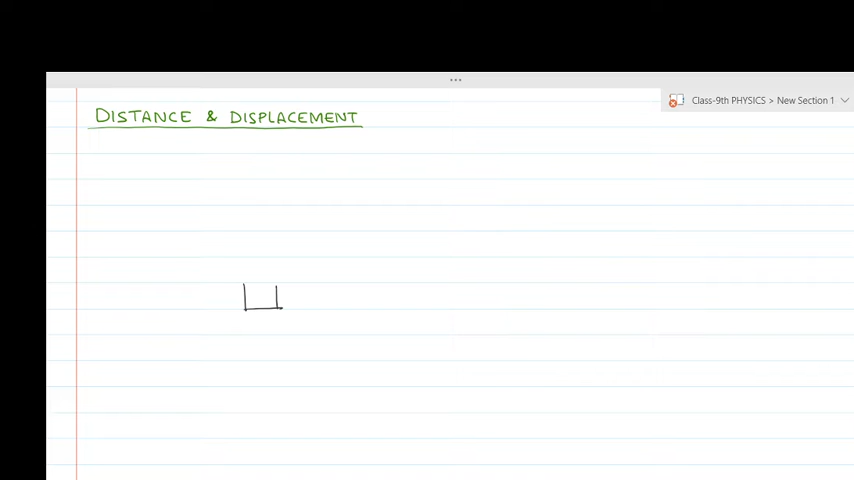 Class-9th PHYSICS > New Section 1
DISTANCE & DISPLACEMENT